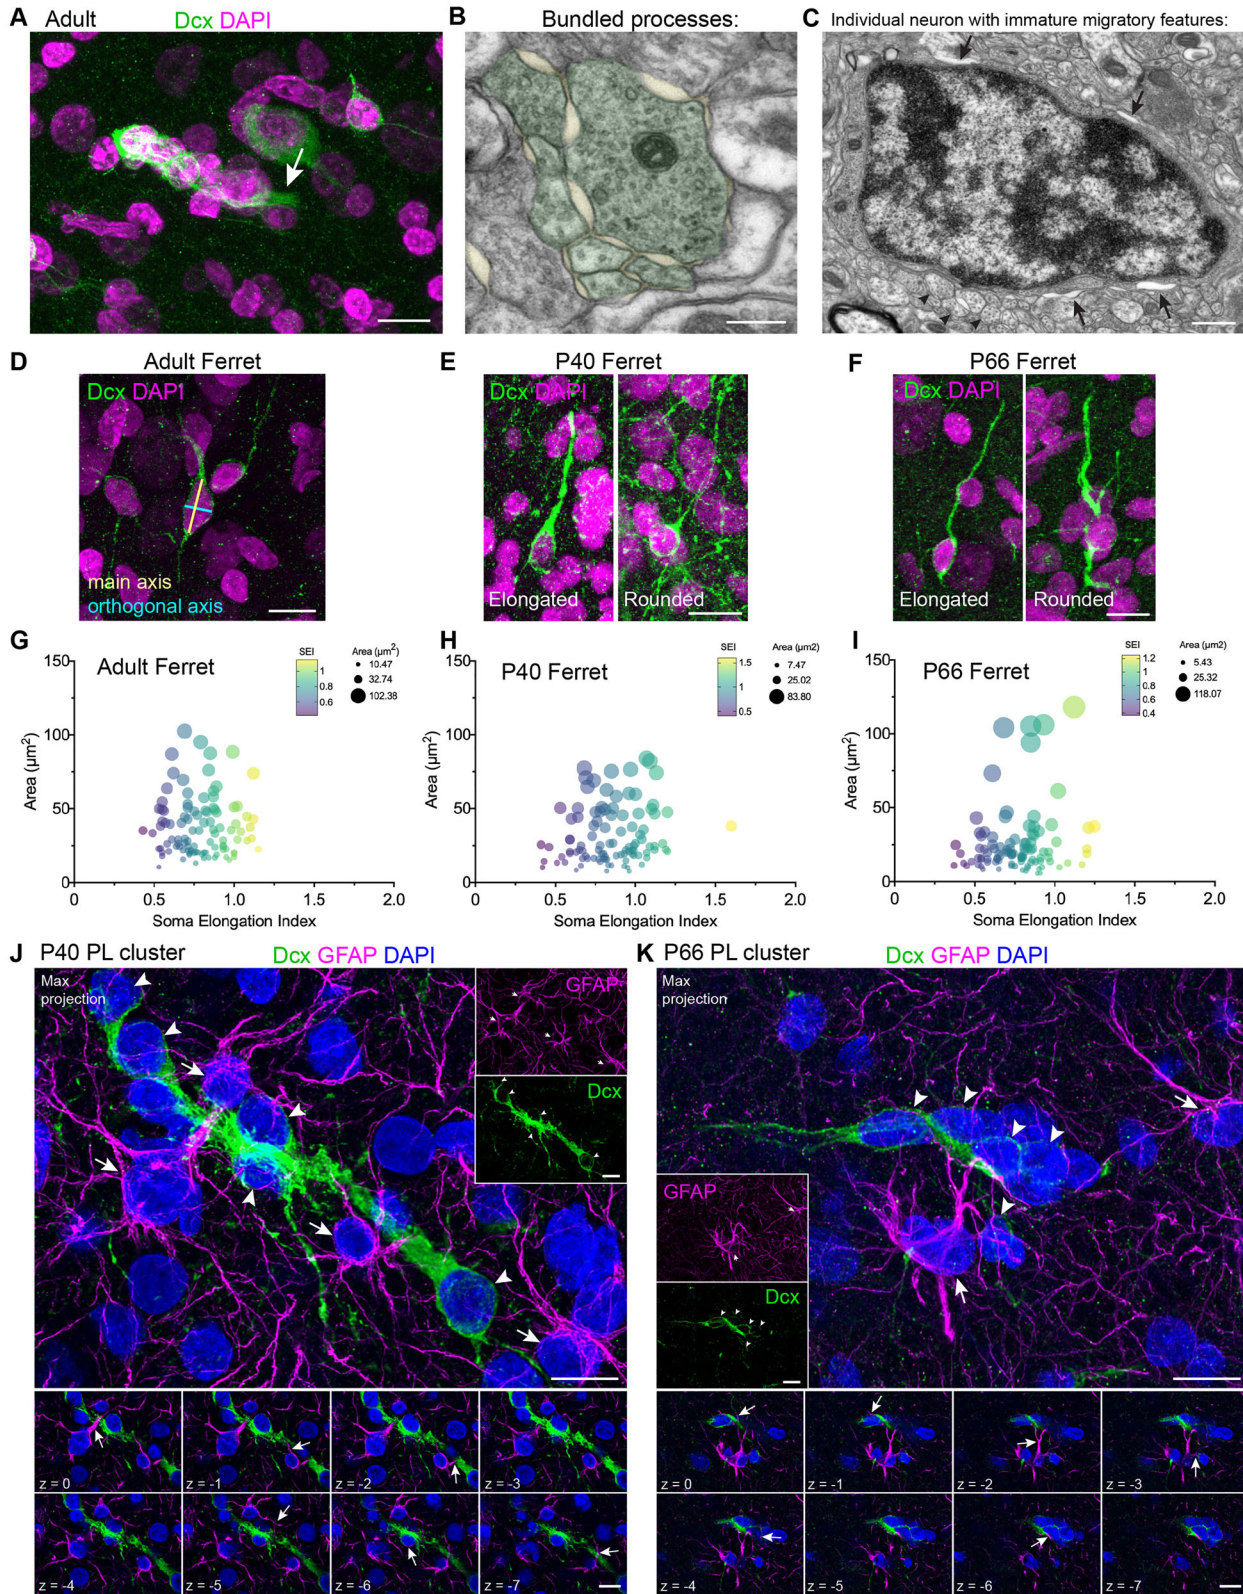 A Adult Dcx DAPI
B Bundled processes:
C Individual neuron with immature migratory features:
D Adult Ferret
Dcx DAPI
main axis
orthogonal axis
E P40 Ferret
Dcx DAPI
Elongated
Rounded
F P66 Ferret
Dcx DAPI
Elongated
Rounded
G Adult Ferret
SEI
1
0.8
0.6
Area (µm²)
10.47
32.74
102.38
150
100
50
0
Area (µm²)
0.0 0.5 1.0 1.5 2.0
Soma Elongation Index
H P40 Ferret
SEI
1.5
1
0.5
Area (µm2)
7.47
25.02
83.80
150
100
50
0
Area (µm²)
0.0 0.5 1.0 1.5 2.0
Soma Elongation Index
I P66 Ferret
SEI
1.2
1
0.8
0.6
0.4
Area (µm2)
5.43
25.32
118.07
150
100
50
0
Area (µm²)
0.0 0.5 1.0 1.5 2.0
Soma Elongation Index
J P40 PL cluster Dcx GFAP DAPI
Max
projection
GFAP
Dcx
z = 0
z = -1
z = -2
z = -3
z = -4
z = -5
z = -6
z = -7
K P66 PL cluster Dcx GFAP DAPI
Max
projection
GFAP
Dcx
z = 0
z = -1
z = -2
z = -3
z = -4
z = -5
z = -6
z = -7